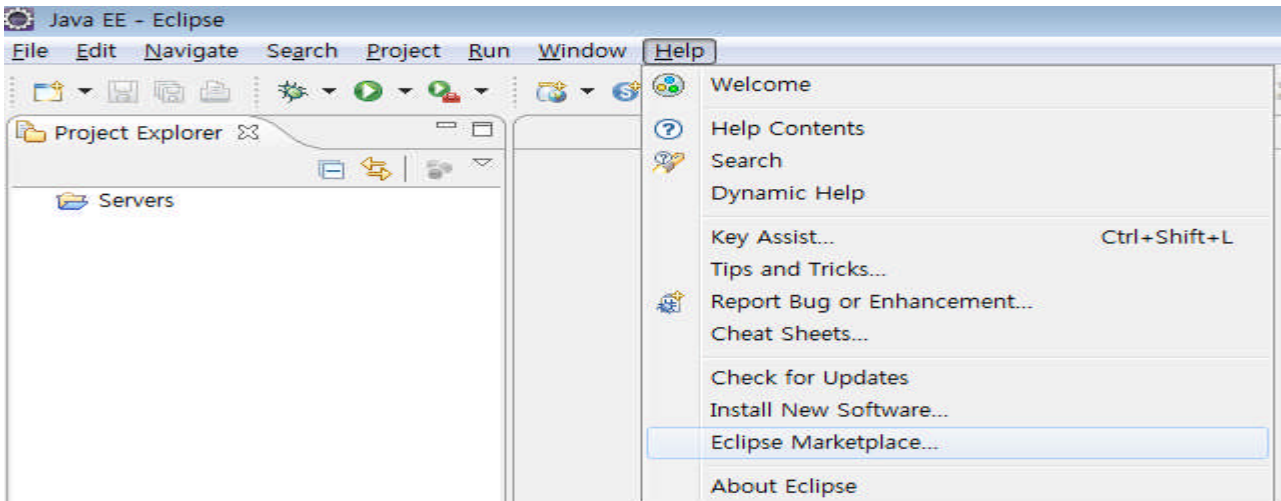 Java EE - Eclipse
File Edit Navigate Search Project Run Window Help
Project Explorer
Servers
Welcome
Help Contents
Search
Dynamic Help
Key Assist... Ctrl+Shift+L
Tips and Tricks...
Report Bug or Enhancement...
Cheat Sheets...
Check for Updates
Install New Software...
Eclipse Marketplace...
About Eclipse